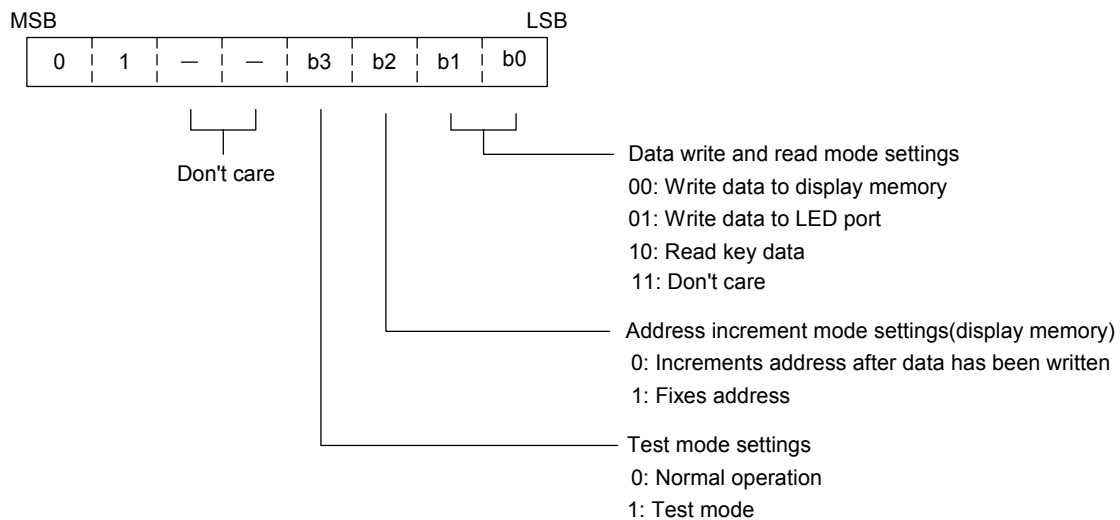 MSB LSB
0 1 — — b3 b2 b1 b0
Don't care
Data write and read mode settings
00: Write data to display memory
01: Write data to LED port
10: Read key data
11: Don't care
Address increment mode settings(display memory)
0: Increments address after data has been written
1: Fixes address
Test mode settings
0: Normal operation
1: Test mode